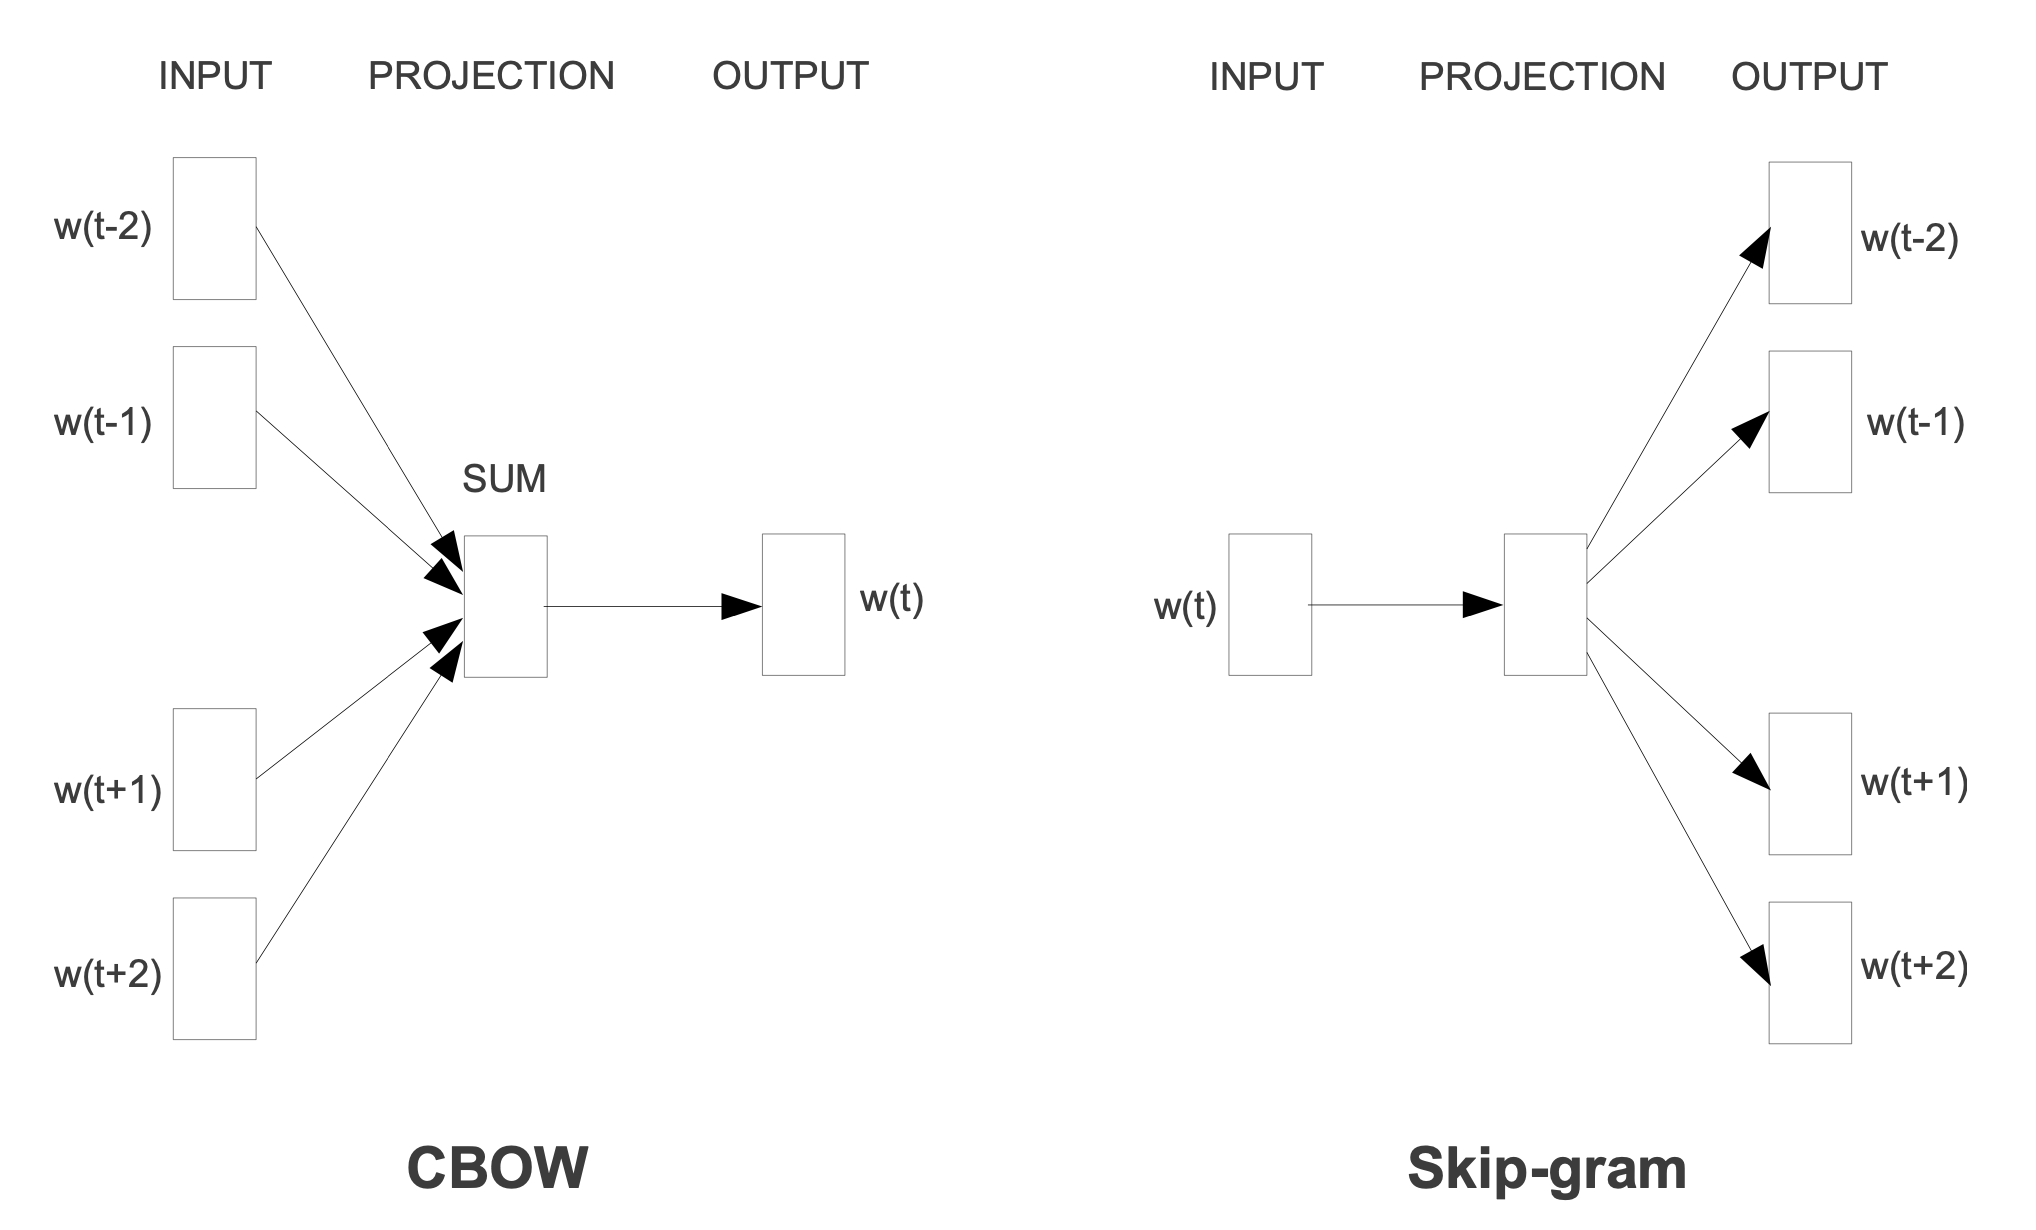 INPUT PROJECTION OUTPUT
w(t-2)
w(t-1)
SUM
w(t)
w(t+1)
w(t+2)
CBOW
INPUT PROJECTION OUTPUT
w(t-2)
w(t-1)
w(t)
w(t+1)
w(t+2)
Skip-gram